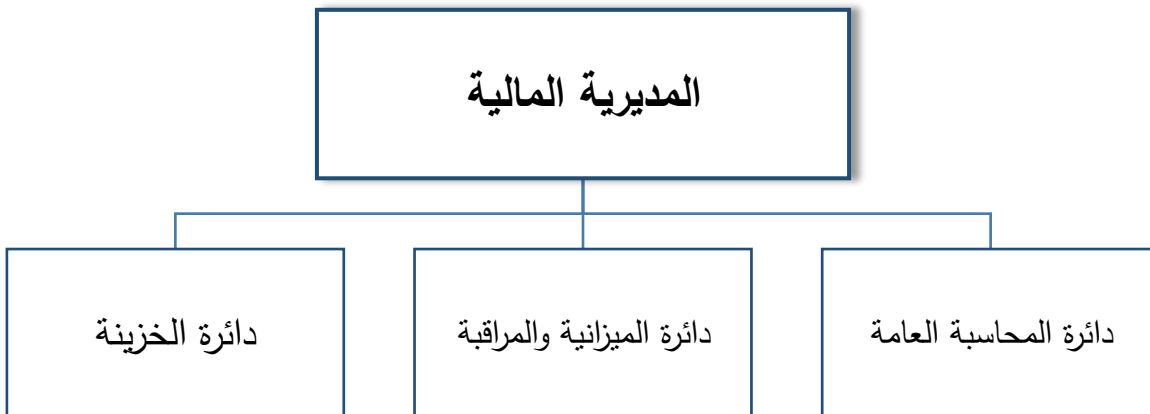 المديرية المالية
دائرة المحاسبة العامة
دائرة الميزانية والمراقبة
دائرة الخزينة